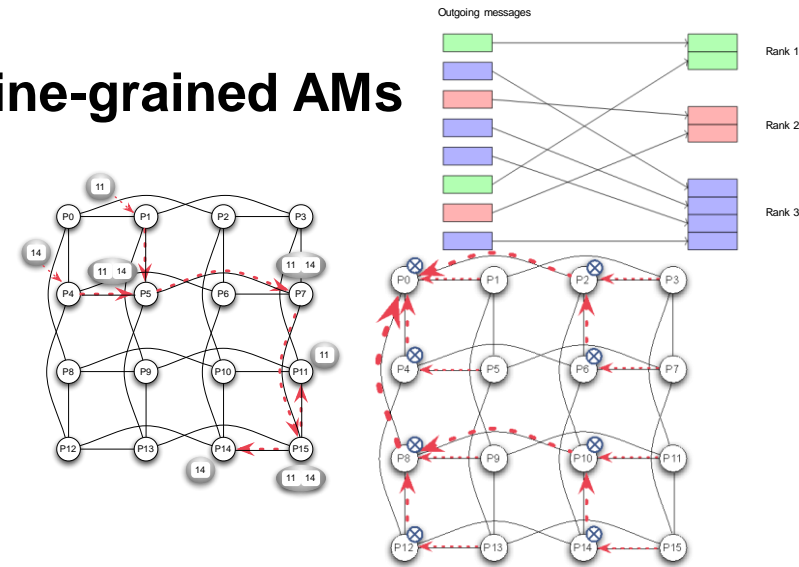 Outgoing messages
Rank 1
ine-grained AMs
Rank 2
Rank 3
11
P0 P1 P2 P3
14
11 14
11 14
P4 P5 P6 P7
11
P8 P9 P10 P11
P12 P13 P14 P15
14
11 14
P0 P1 P2 P3
P4 P5 P6 P7
P8 P9 P10 P11
P12 P13 P14 P15